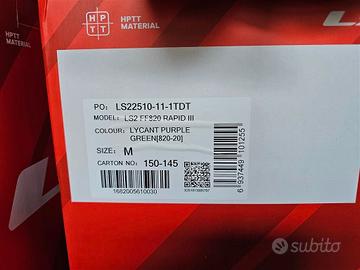 HPTT
HPTT
MATERIAL
PO: LS22510-11-1TDT
MODEL: LS2 FF820 RAPID III
COLOUR: LYCANT PURPLE
GREEN[820-20]
SIZE: M
CARTON NO: 150-145
1682005610030
6 937449 101255
subito